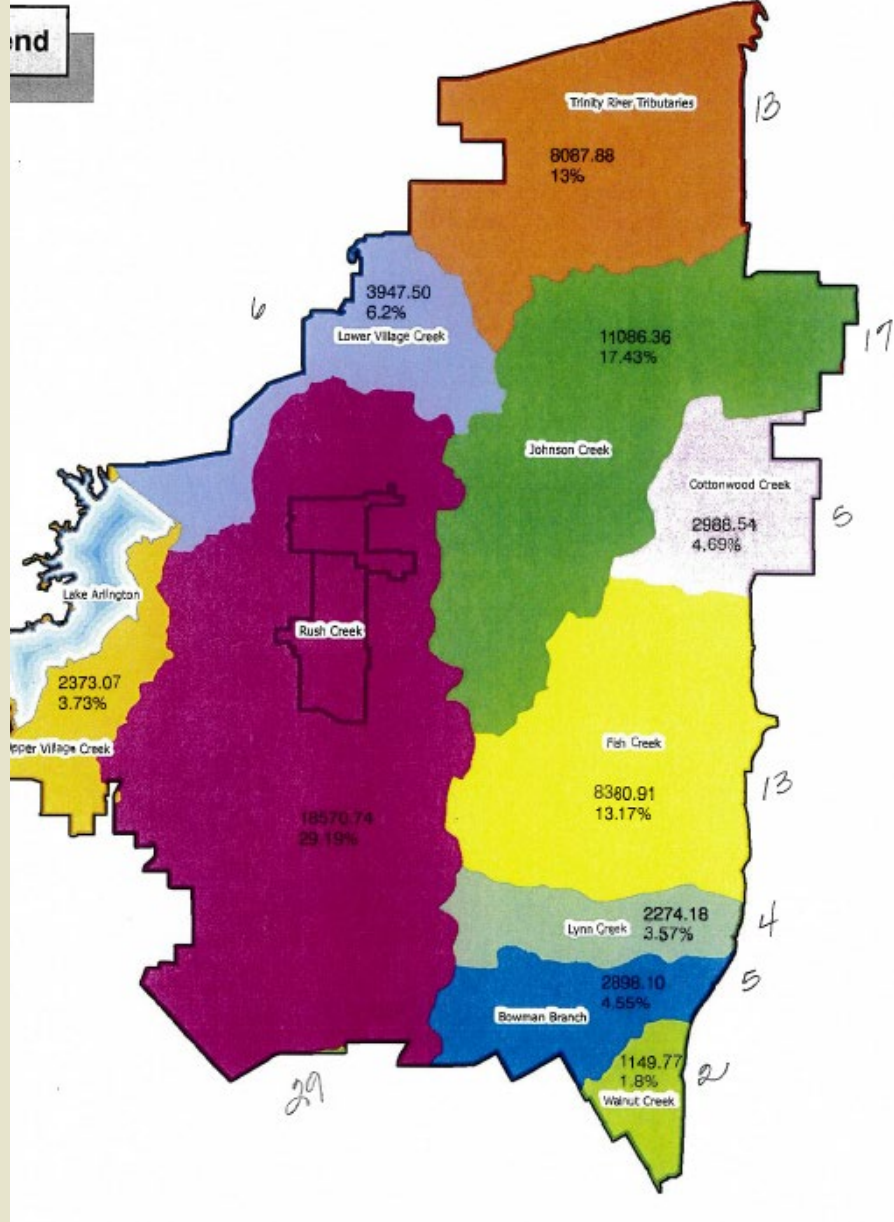 end
Trinity River Tributaries
13
8087.88
13%
3947.50
6.2%
Lower Village Creek
6
11086.36
17.43%
17
Johnson Creek
Cottonwood Creek
2988.54
4.69%
5
Lake Arlington
Rush Creek
2373.07
3.73%
pper Village Creek
Fish Creek
8380.91
13.17%
13
18570.74
29.19%
2274.18
3.57%
Lynn Creek
4
2898.10
4.55%
Bowman Branch
5
1149.77
1.8%
Walnut Creek
2
29